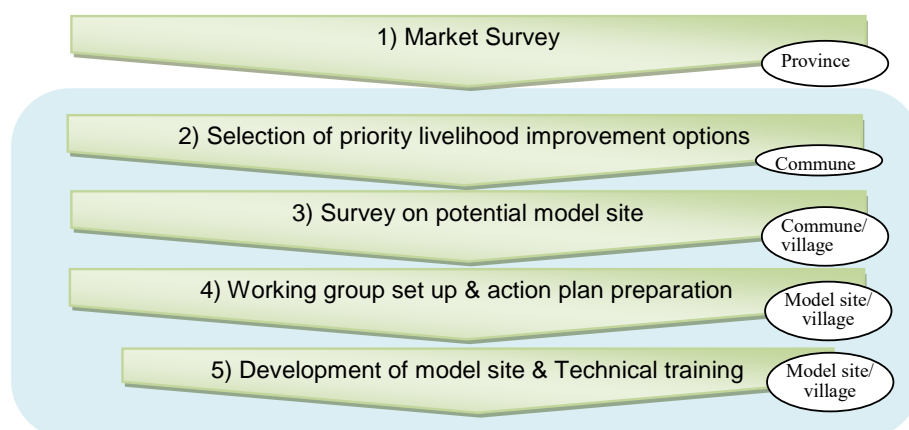 1) Market Survey
Province
2) Selection of priority livelihood improvement options
Commune
3) Survey on potential model site
Commune/
village
4) Working group set up & action plan preparation
Model site/
village
5) Development of model site & Technical training
Model site/
village